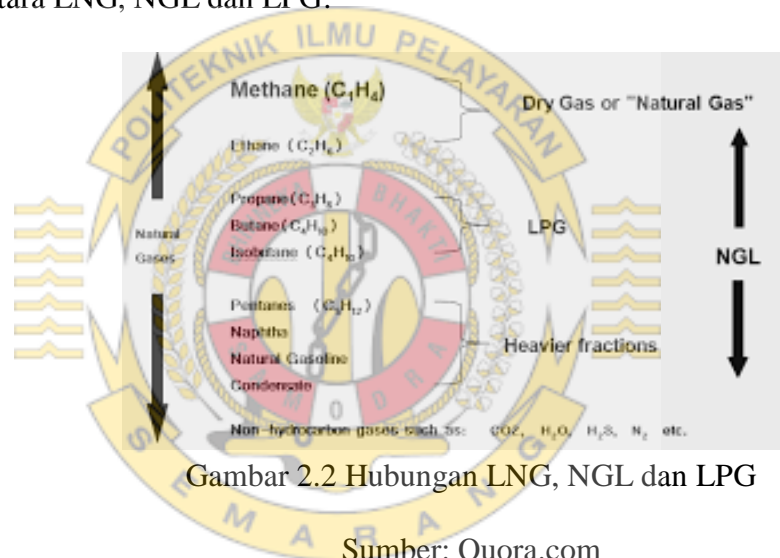 tara LNG, NGL dan LPG:
POLITEKNIK ILMU PELAYARAN
Methane (C₁H₄)
Dry Gas or "Natural Gas"
Ethane (C₂H₆)
Propane (C₃H₈)
BHAKTI
Butane (C₄H₁₀)
LPG
Natural
Gases
Isobutane (C₄H₁₀)
NGL
Pentanes (C₅H₁₂)
Naphtha
Heavier fractions
Natural Gasoline
Condensate
SAMODRA
Non-hydrocarbon gases such as: CO2, H₂O, H₂S, N₂ etc.
SEMARANG
Gambar 2.2 Hubungan LNG, NGL dan LPG
Sumber: Quora.com